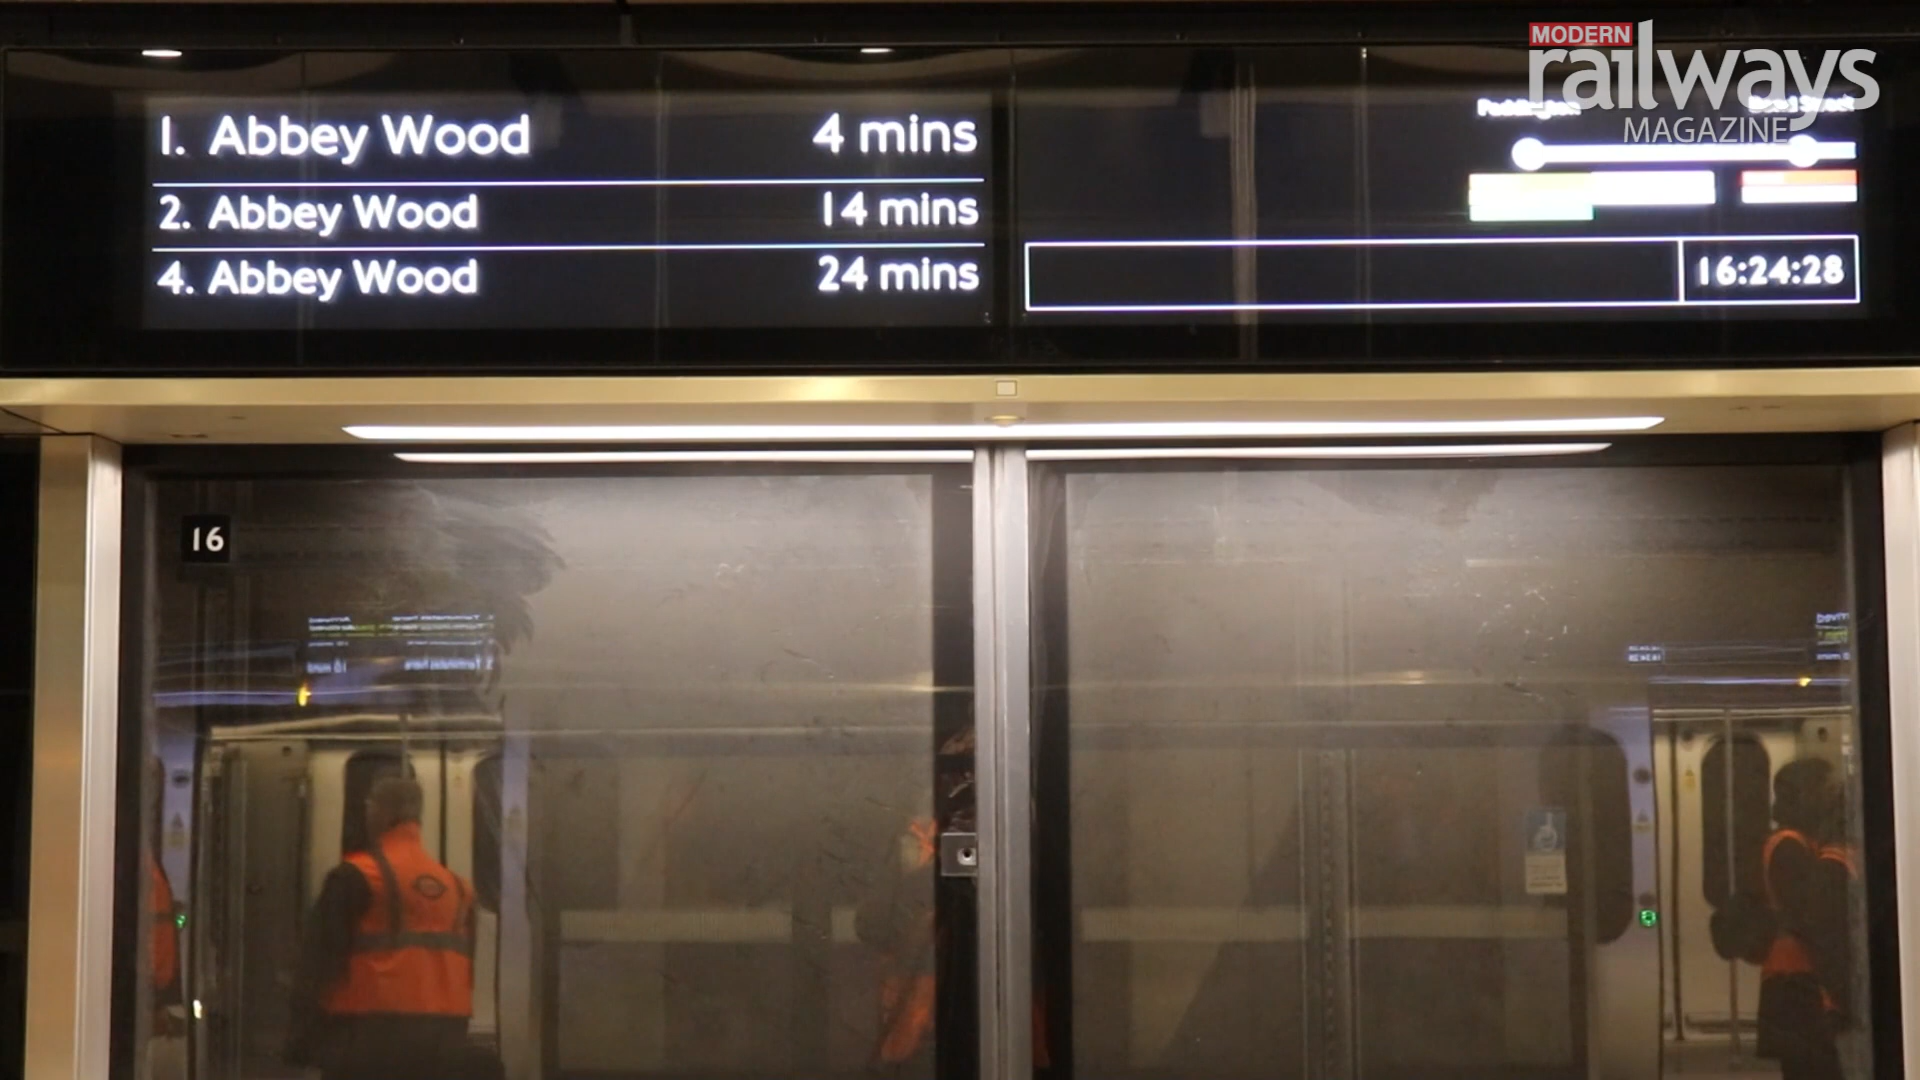 MODERN
railways
MAGAZINE
1. Abbey Wood 4 mins
2. Abbey Wood 14 mins
4. Abbey Wood 24 mins
Paddington
16:24:28
16